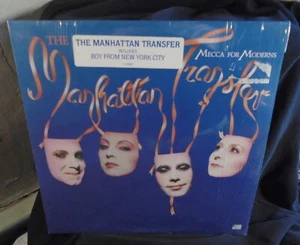 THE
THE MANHATTAN TRANSFER
INCLUDES
BOY FROM NEW YORK CITY
MECCA FOR MODERNS
Manhattan
Transfer